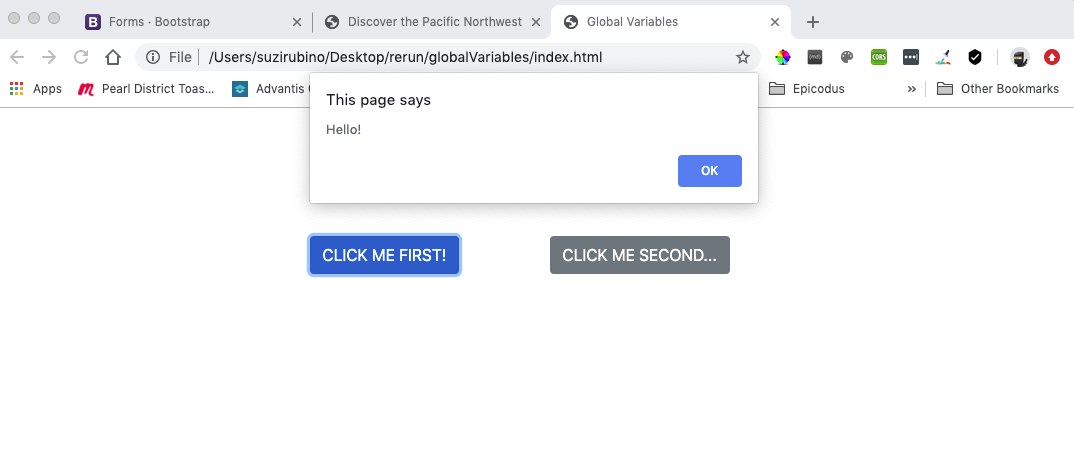 Forms · Bootstrap
Discover the Pacific Northwest
Global Variables
File /Users/suzirubino/Desktop/rerun/globalVariables/index.html
CORS
Apps
Pearl District Toas...
Advantis
Epicodus
Other Bookmarks
This page says
Hello!
OK
CLICK ME FIRST!
CLICK ME SECOND...